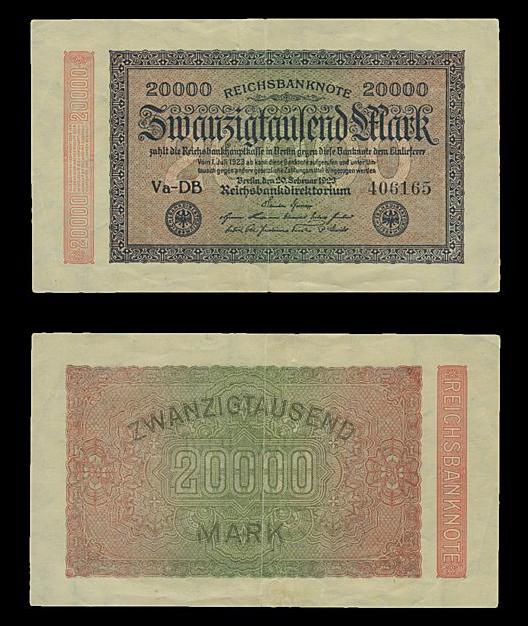 20000 REICHSBANKNOTE 20000
Zwanzigtausend Mark
zahlt die Reichsbankhauptkasse in Berlin gegen diese Banknote dem Einlieferer
Vom 1. Juli 1923 ab kann diese Banknote aufgerufen und unter Um-
tausch gegen andere gesetzliche Zahlungsmittel eingezogen werden
Berlin, den 20. Februar 1923
Va-DB Reichsbankdirektorium 406165
20000
20000
ZWANZIGTAUSEND
20000
MARK
REICHSBANKNOTE